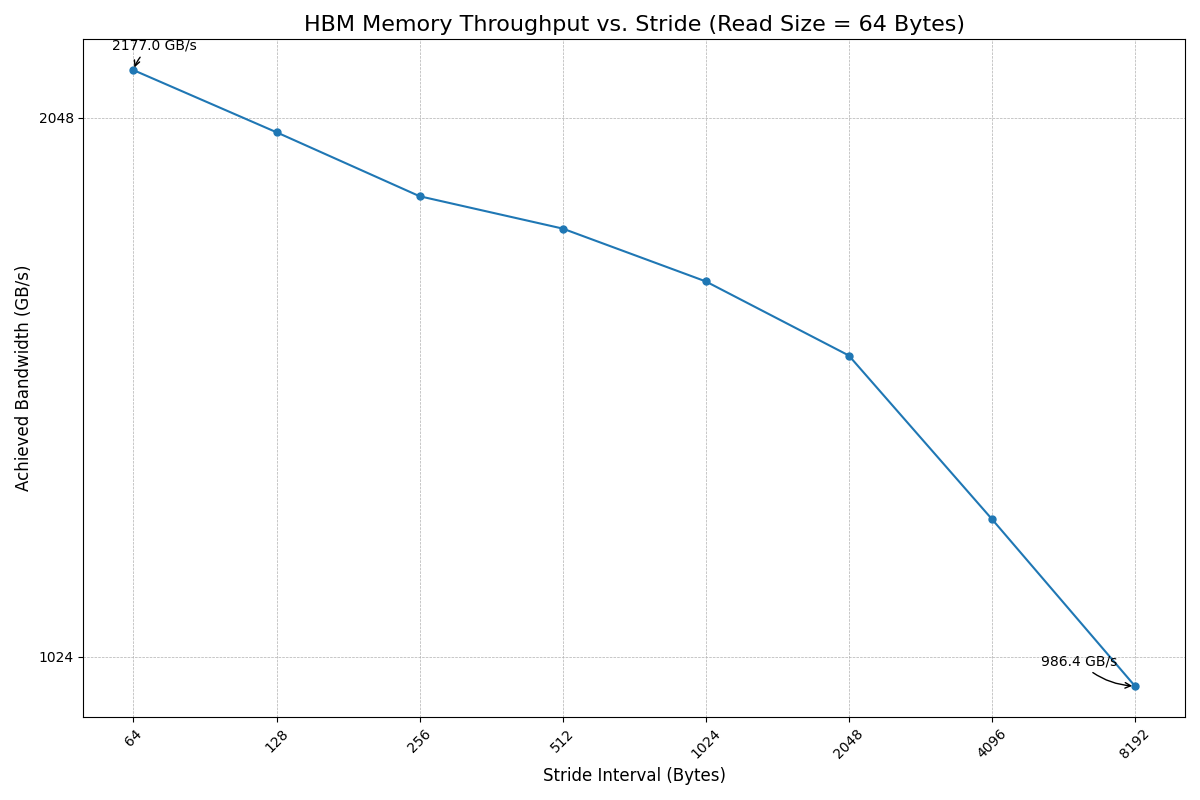 HBM Memory Throughput vs. Stride (Read Size = 64 Bytes)
2177.0 GB/s
2048
Achieved Bandwidth (GB/s)
1024
986.4 GB/s
64
128
256
512
1024
2048
4096
8192
Stride Interval (Bytes)